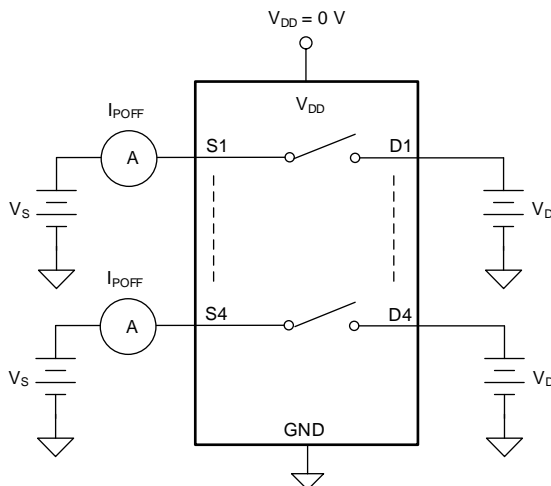 V_DD = 0 V
V_DD
I_POFF
A
S1
D1
V_S
V_D
I_POFF
A
S4
D4
V_S
V_D
GND